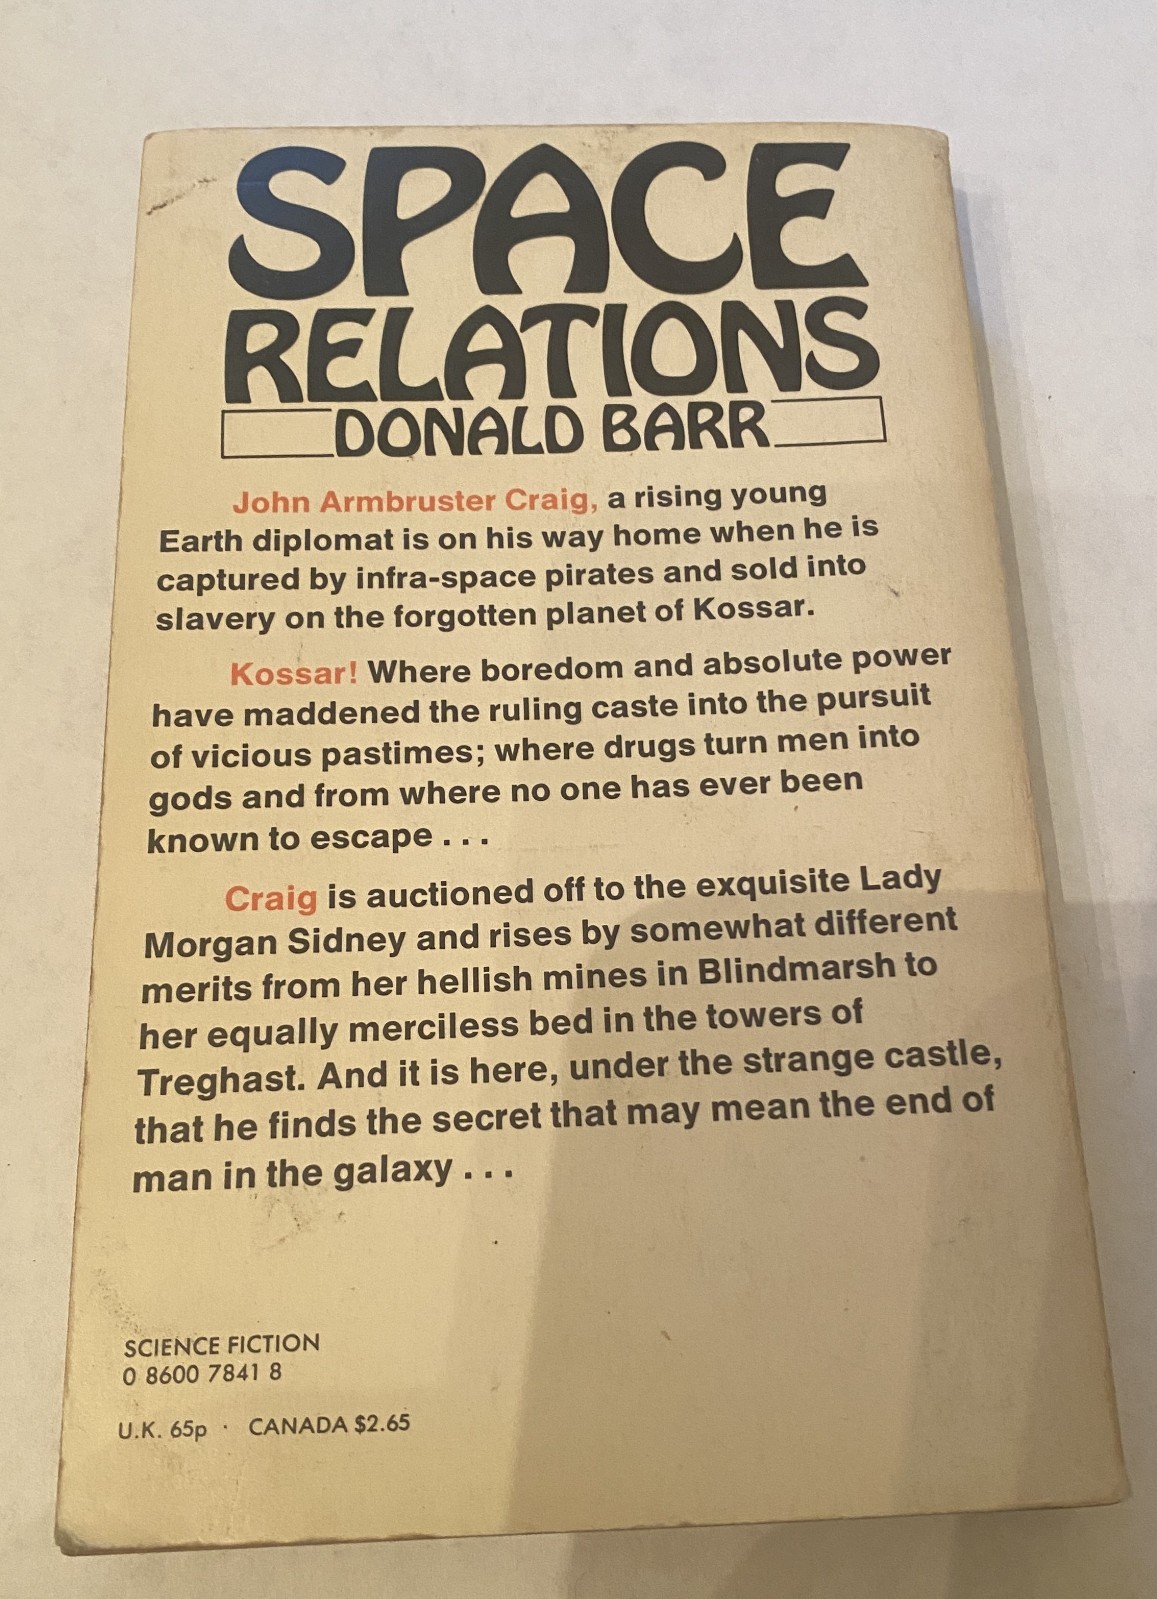 SPACE
RELATIONS
DONALD BARR
John Armbruster Craig, a rising young
Earth diplomat is on his way home when he is
captured by infra-space pirates and sold into
slavery on the forgotten planet of Kossar.
Kossar! Where boredom and absolute power
have maddened the ruling caste into the pursuit
of vicious pastimes; where drugs turn men into
gods and from where no one has ever been
known to escape . . .
Craig is auctioned off to the exquisite Lady
Morgan Sidney and rises by somewhat different
merits from her hellish mines in Blindmarsh to
her equally merciless bed in the towers of
Treghast. And it is here, under the strange castle,
that he finds the secret that may mean the end of
man in the galaxy . . .
SCIENCE FICTION
0 8600 7841 8
U.K. 65p · CANADA $2.65